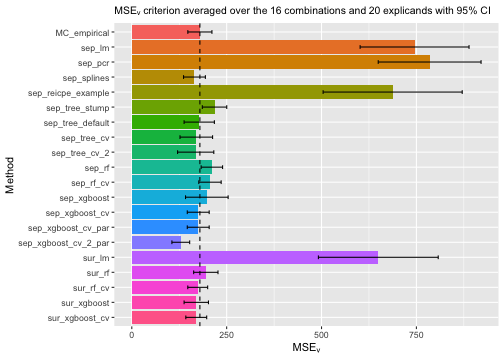 MSEᵥ criterion averaged over the 16 combinations and 20 explicands with 95% CI
Method
MC_empirical
sep_lm
sep_pcr
sep_splines
sep_reicpe_example
sep_tree_stump
sep_tree_default
sep_tree_cv
sep_tree_cv_2
sep_rf
sep_rf_cv
sep_xgboost
sep_xgboost_cv
sep_xgboost_cv_par
sep_xgboost_cv_2_par
sur_lm
sur_rf
sur_rf_cv
sur_xgboost
sur_xgboost_cv
0 250 500 750
MSEᵥ